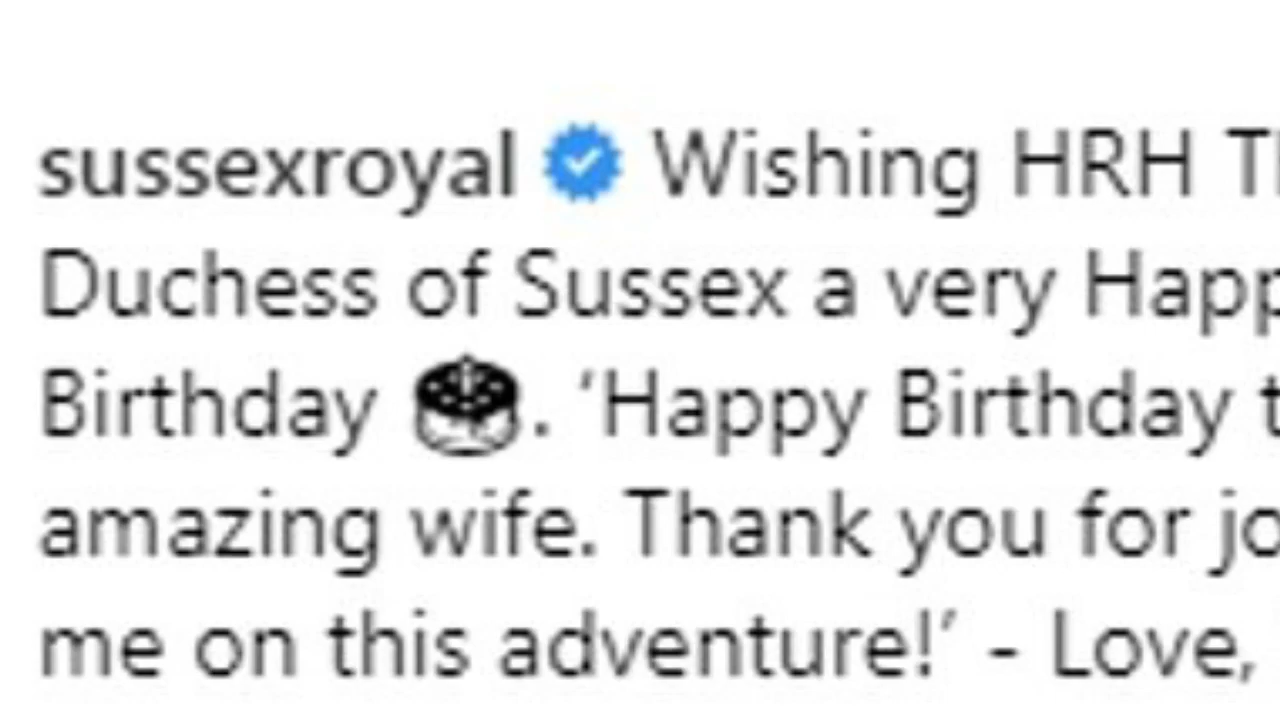 sussexroyal Wishing HRH
Duchess of Sussex a very
Birthday 🎂. ‘Happy Birthday
amazing wife. Thank you for
me on this adventure!’ - Love,